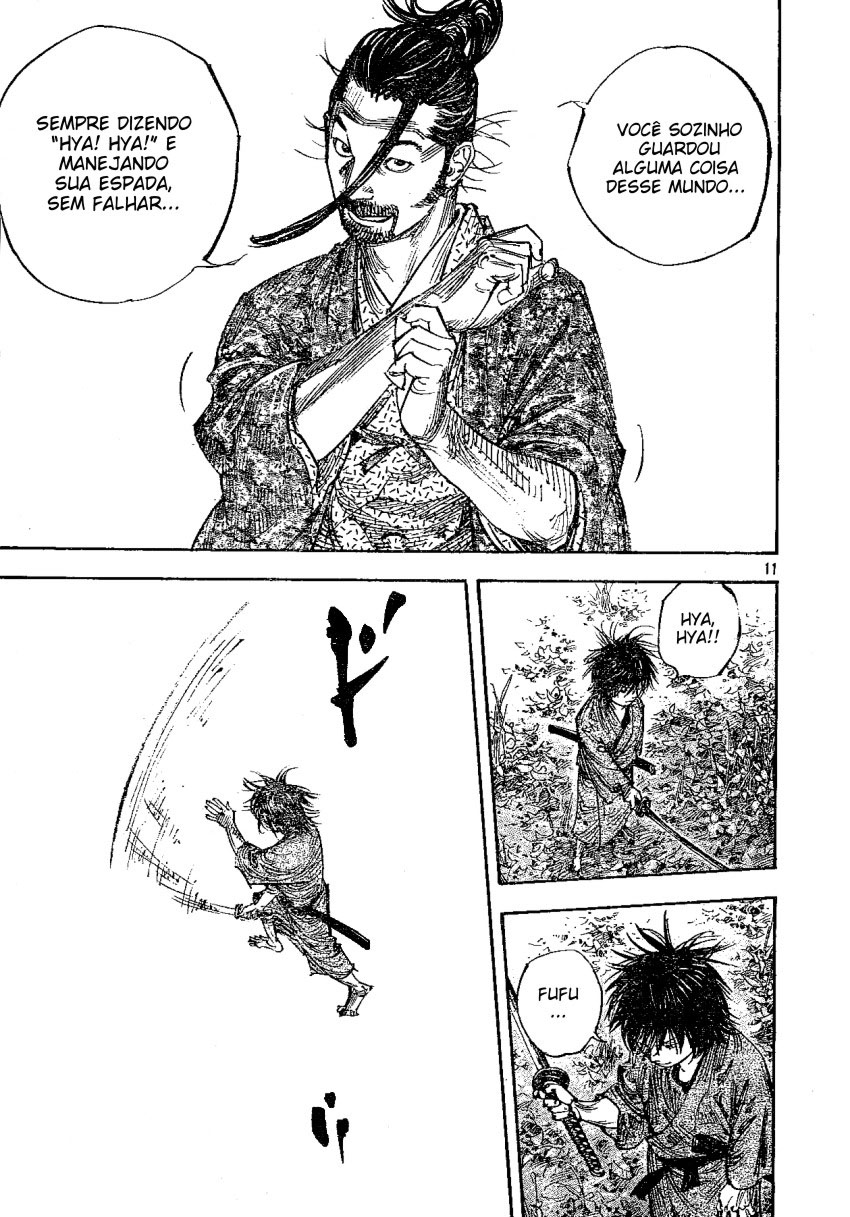 VOCÊ SOZINHO
GUARDOU
ALGUMA COISA
DESSE MUNDO...
SEMPRE DIZENDO
“HYA! HYA!” E
MANEJANDO
SUA ESPADA,
SEM FALHAR...
11
HYA,
HYA!!
FUFU
...
ド
ッ